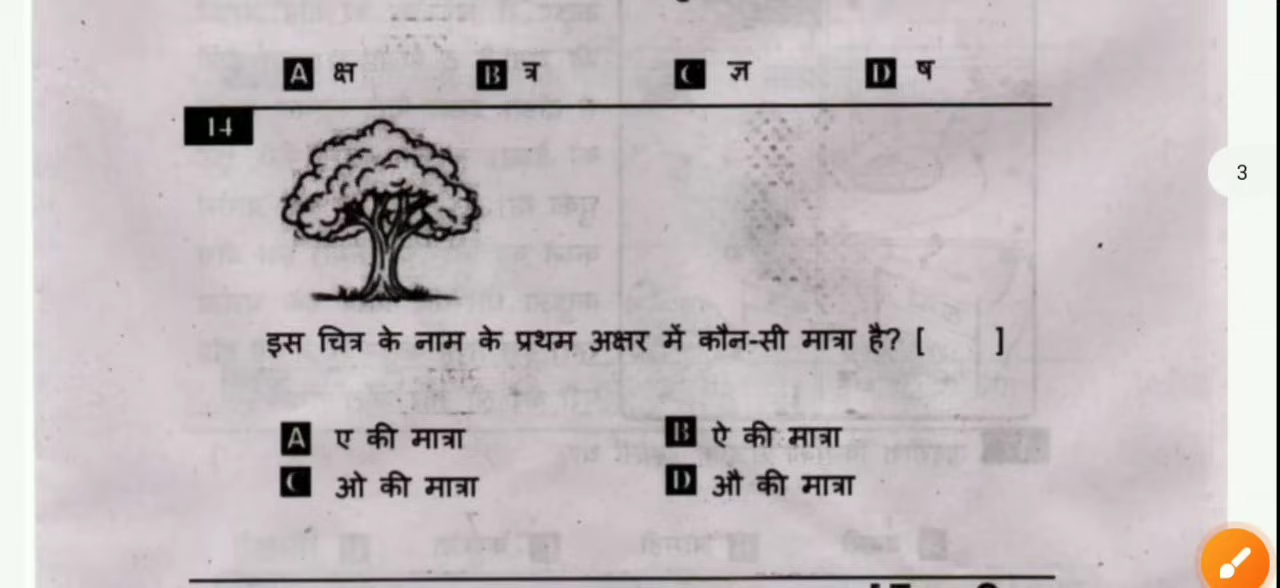 A क्ष B त्र C ज्ञ D ष
14
3
इस चित्र के नाम के प्रथम अक्षर में कौन-सी मात्रा है? [ ]
A ए की मात्रा B ऐ की मात्रा
C ओ की मात्रा D औ की मात्रा